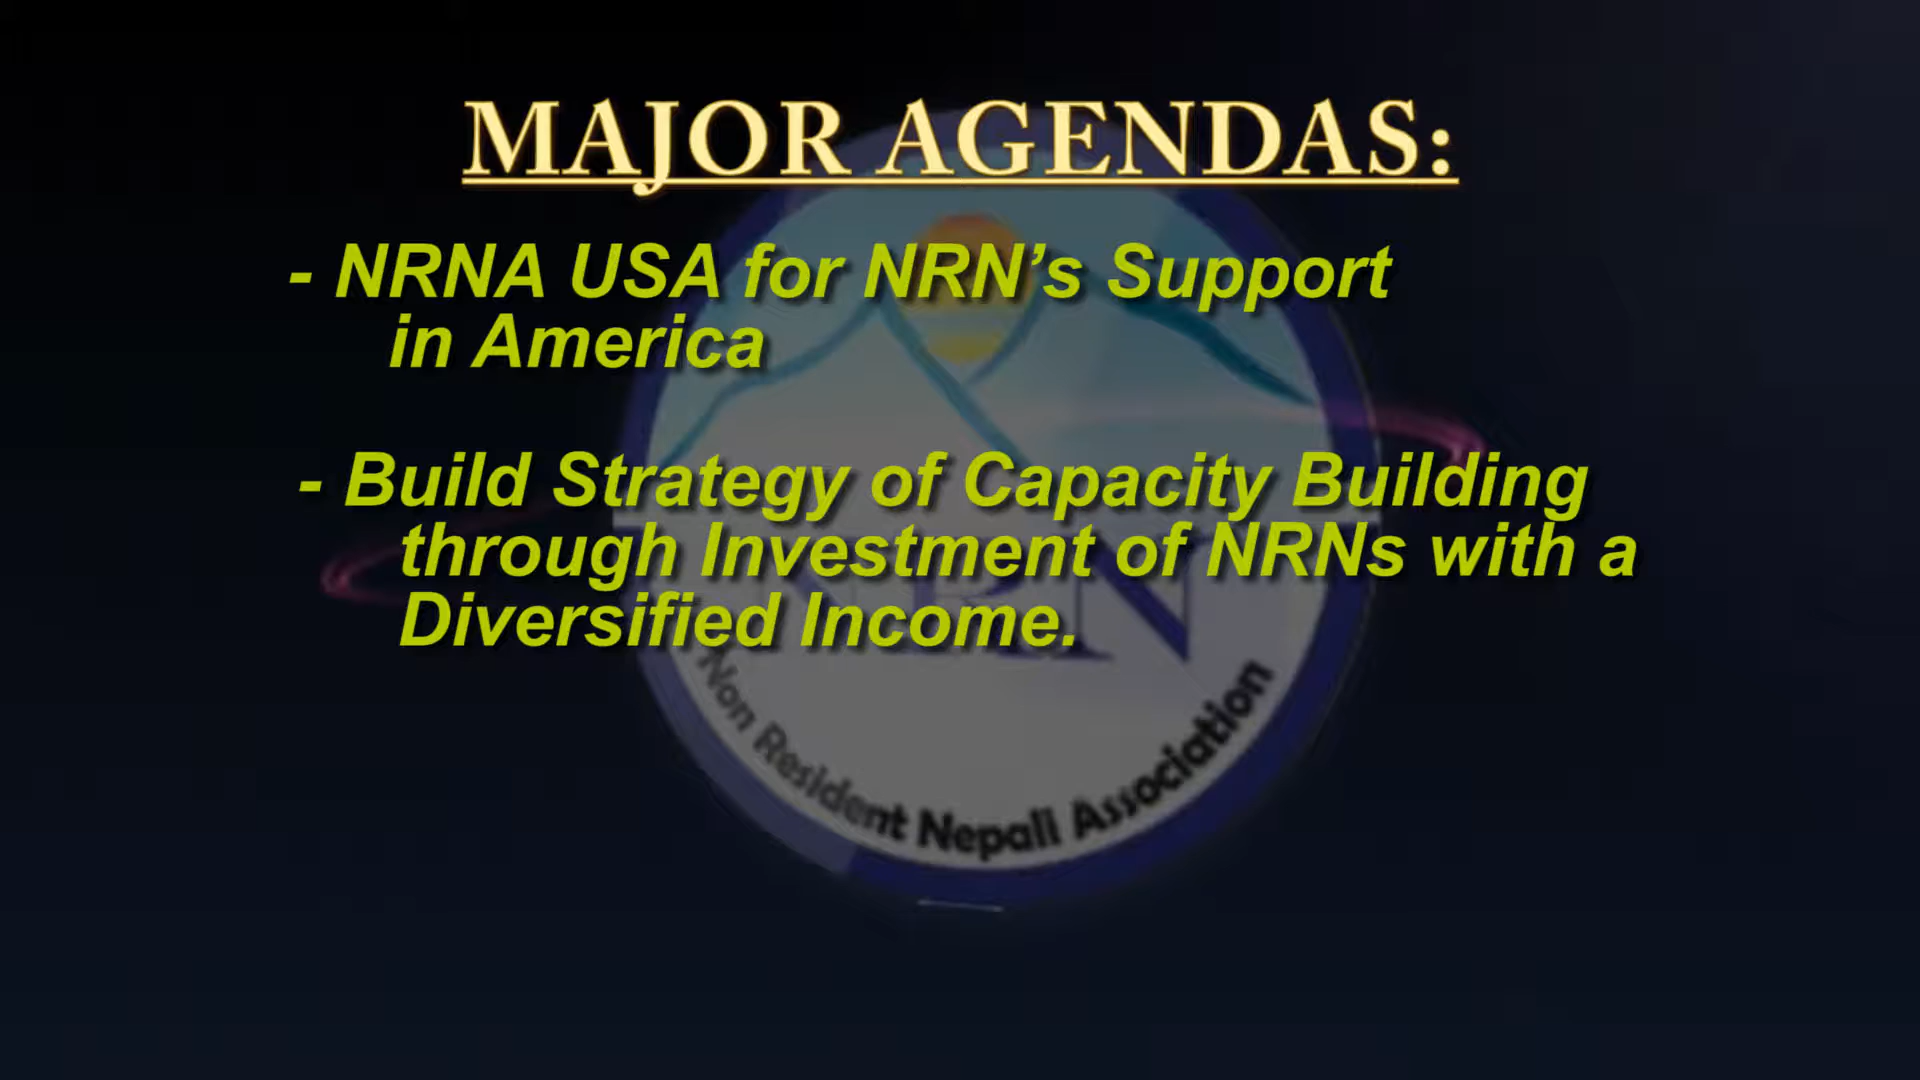 MAJOR AGENDAS:
- NRNA USA for NRN’s Support
in America
- Build Strategy of Capacity Building
through Investment of NRNs with a
Diversified Income.
NRN
Non Resident Nepali Association